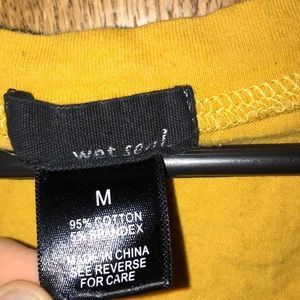 wet seal
M
95% COTTON
5% SPANDEX
MADE IN CHINA
SEE REVERSE
FOR CARE